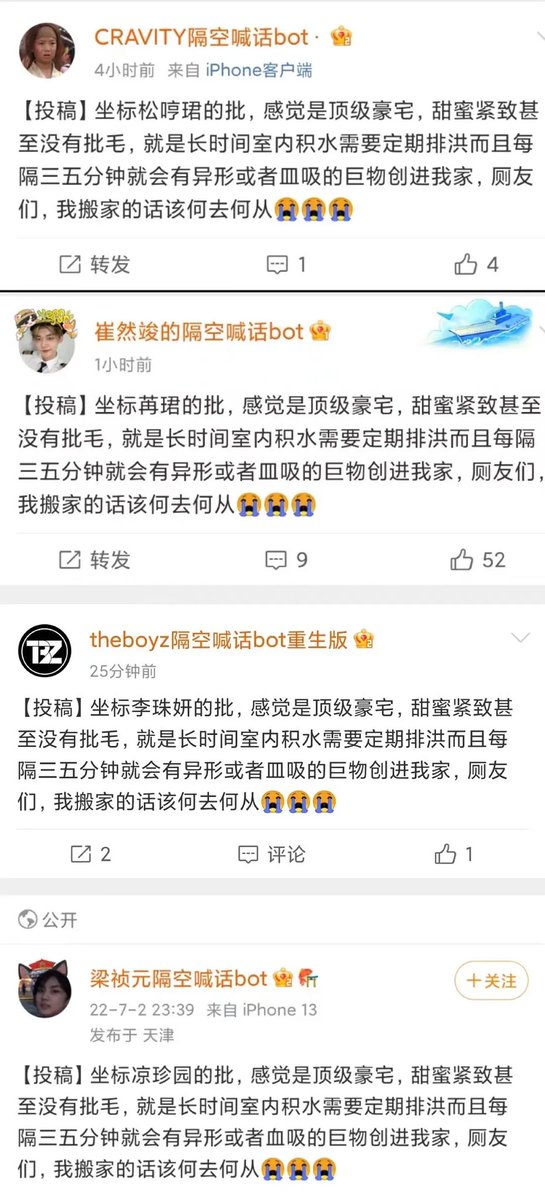 CRAVITY隔空喊话bot·
4小时前 来自 iPhone客户端
【投稿】坐标松哼珺的批，感觉是顶级豪宅，甜蜜紧致甚
至没有批毛，就是长时间室内积水需要定期排洪而且每
隔三五分钟就会有异形或者皿吸的巨物创进我家，厕友
们，我搬家的话该何去何从😭😭😭
转发 1 4
崔然竣的隔空喊话bot
1小时前
【投稿】坐标苒珺的批，感觉是顶级豪宅，甜蜜紧致甚至
没有批毛，就是长时间室内积水需要定期排洪而且每隔
三五分钟就会有异形或者皿吸的巨物创进我家，厕友们，
我搬家的话该何去何从😭😭😭
转发 9 52
TBZ
theboyz隔空喊话bot重生版
25分钟前
【投稿】坐标李珠妍的批，感觉是顶级豪宅，甜蜜紧致甚
至没有批毛，就是长时间室内积水需要定期排洪而且每
隔三五分钟就会有异形或者皿吸的巨物创进我家，厕友
们，我搬家的话该何去何从😭😭😭
2 评论 1
公开
梁祯元隔空喊话bot
+关注
22-7-2 23:39 来自 iPhone 13
发布于 天津
【投稿】坐标凉珍园的批，感觉是顶级豪宅，甜蜜紧致甚
至没有批毛，就是长时间室内积水需要定期排洪而且每
隔三五分钟就会有异形或者皿吸的巨物创进我家，厕友
们，我搬家的话该何去何从😭😭😭